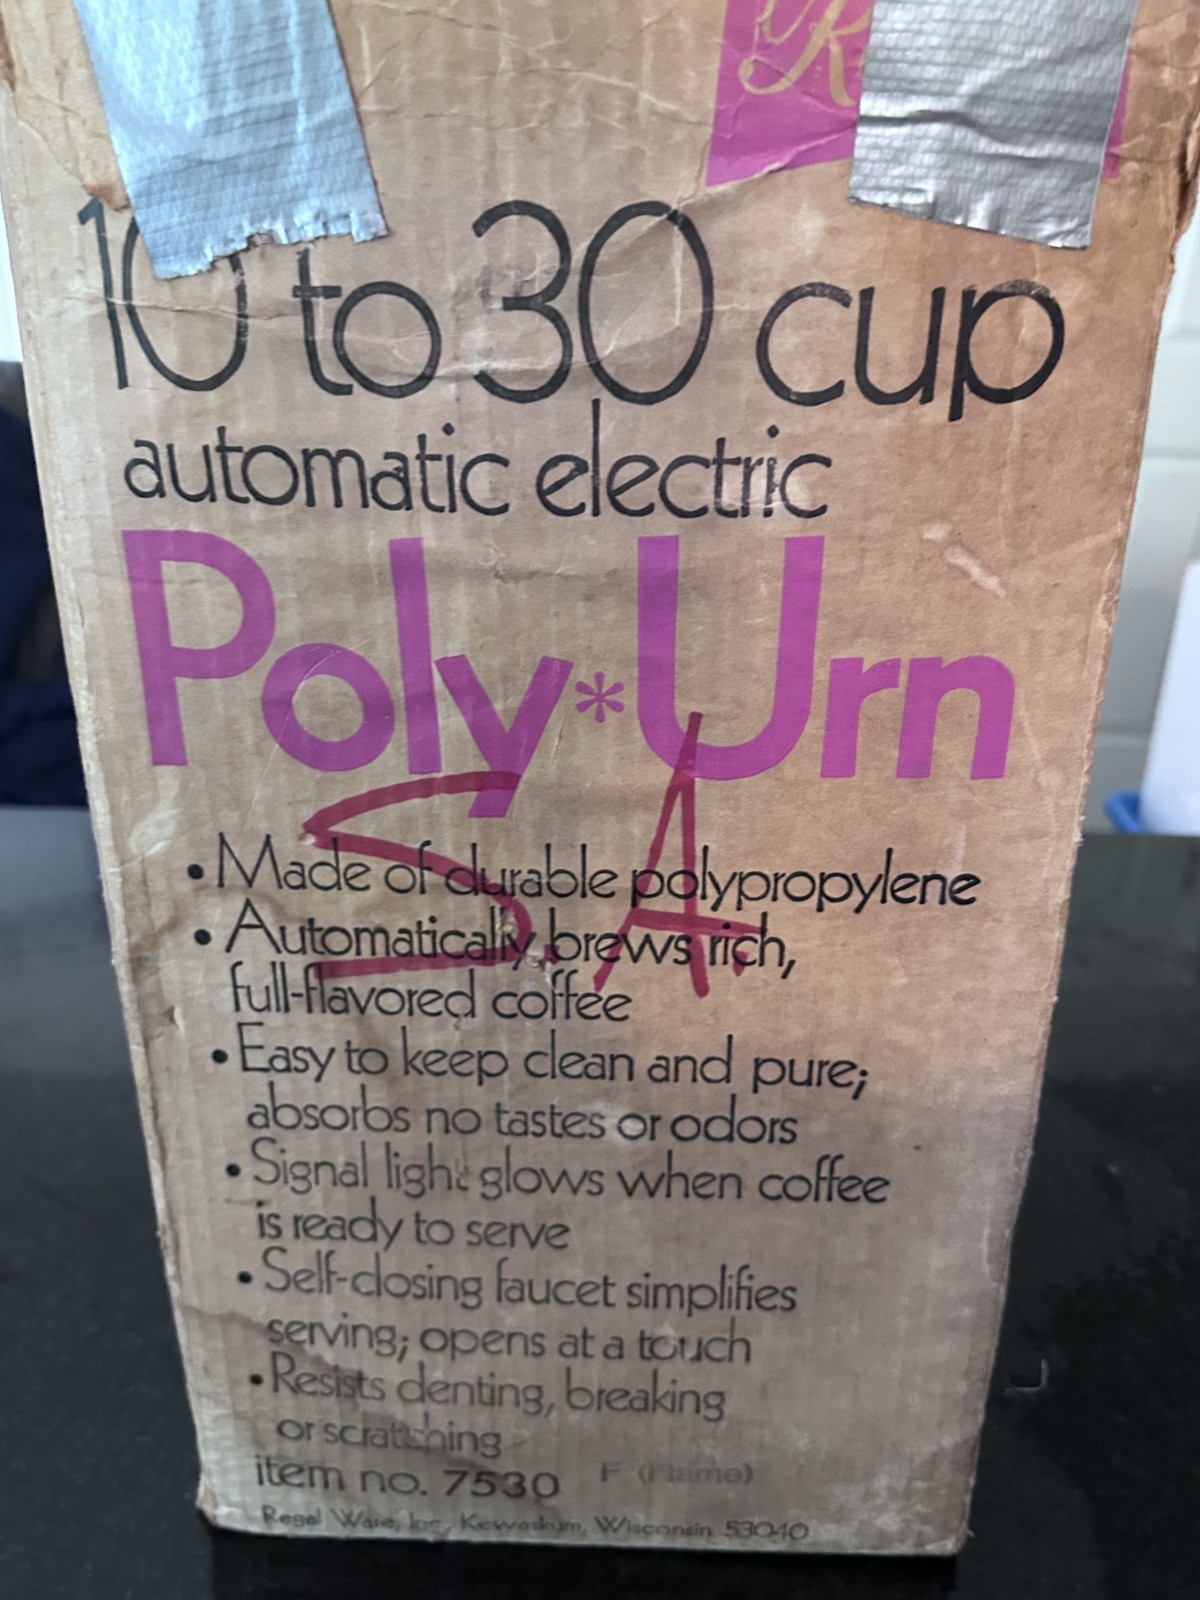 10 to 30 cup
automatic electric
Poly*Urn
S.A.
• Made of durable polypropylene
• Automatically brews rich,
full-flavored coffee
• Easy to keep clean and pure;
absorbs no tastes or odors
• Signal light glows when coffee
is ready to serve
• Self-closing faucet simplifies
serving; opens at a touch
• Resists denting, breaking
or scratching
item no. 7530 F (Flame)
Regal Ware, Inc., Kewaskum, Wisconsin 53040